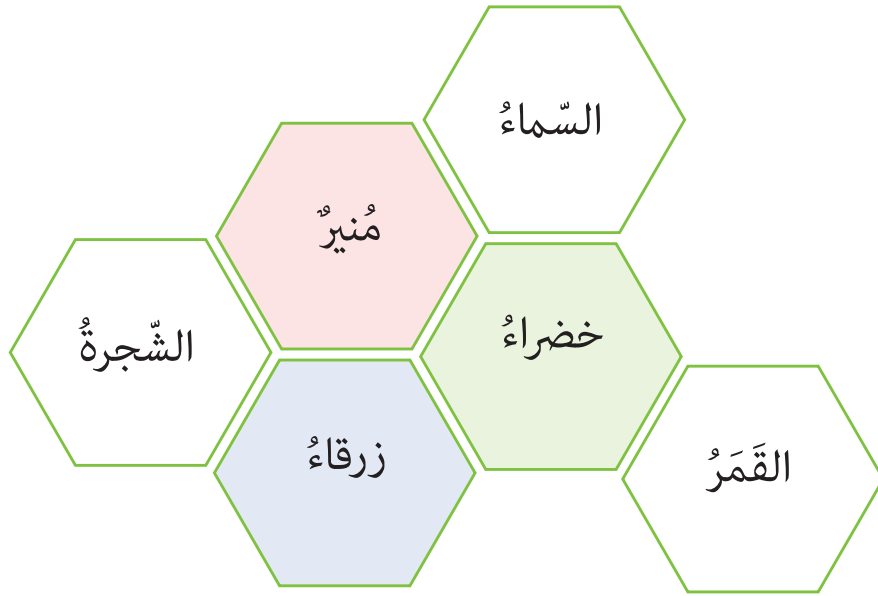 السّماءُ
مُنيرٌ
خضراءُ
الشّجرةُ
زرقاءُ
القَمَرُ